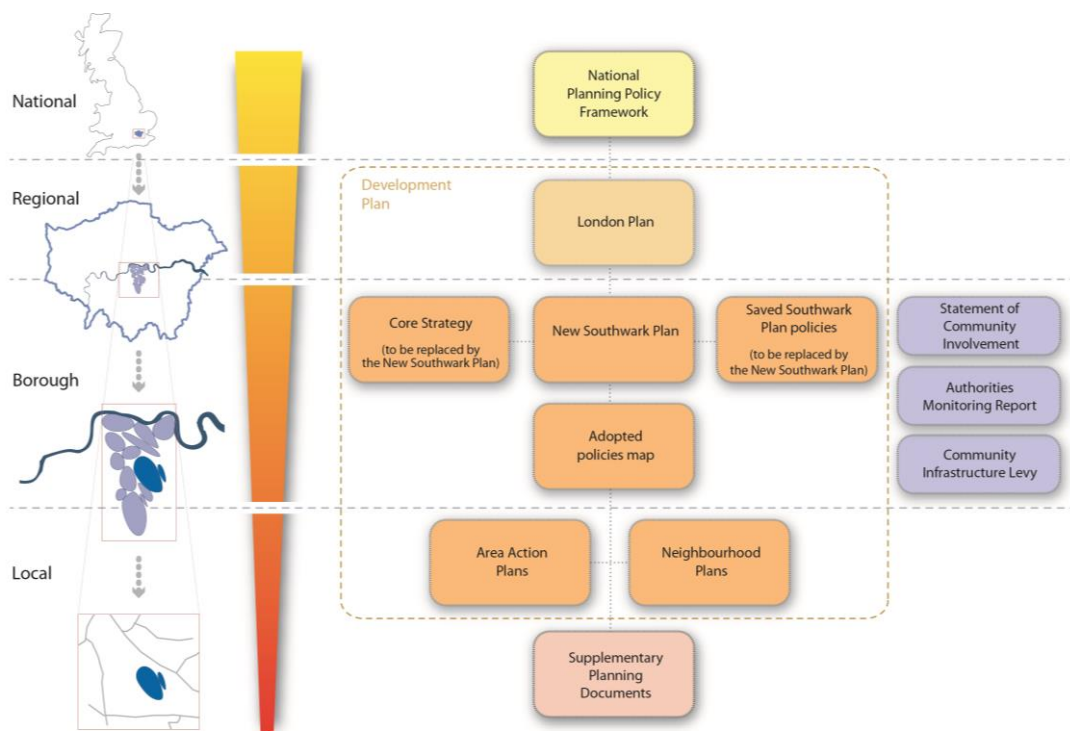 National
National
Planning Policy
Framework
Regional
Development
Plan
London Plan
Borough
Core Strategy
(to be replaced by
the New Southwark Plan)
New Southwark Plan
Saved Southwark
Plan policies
(to be replaced by
the New Southwark Plan)
Statement of
Community
Involvement
Authorities
Monitoring Report
Adopted
policies map
Community
Infrastructure Levy
Local
Area Action
Plans
Neighbourhood
Plans
Supplementary
Planning
Documents